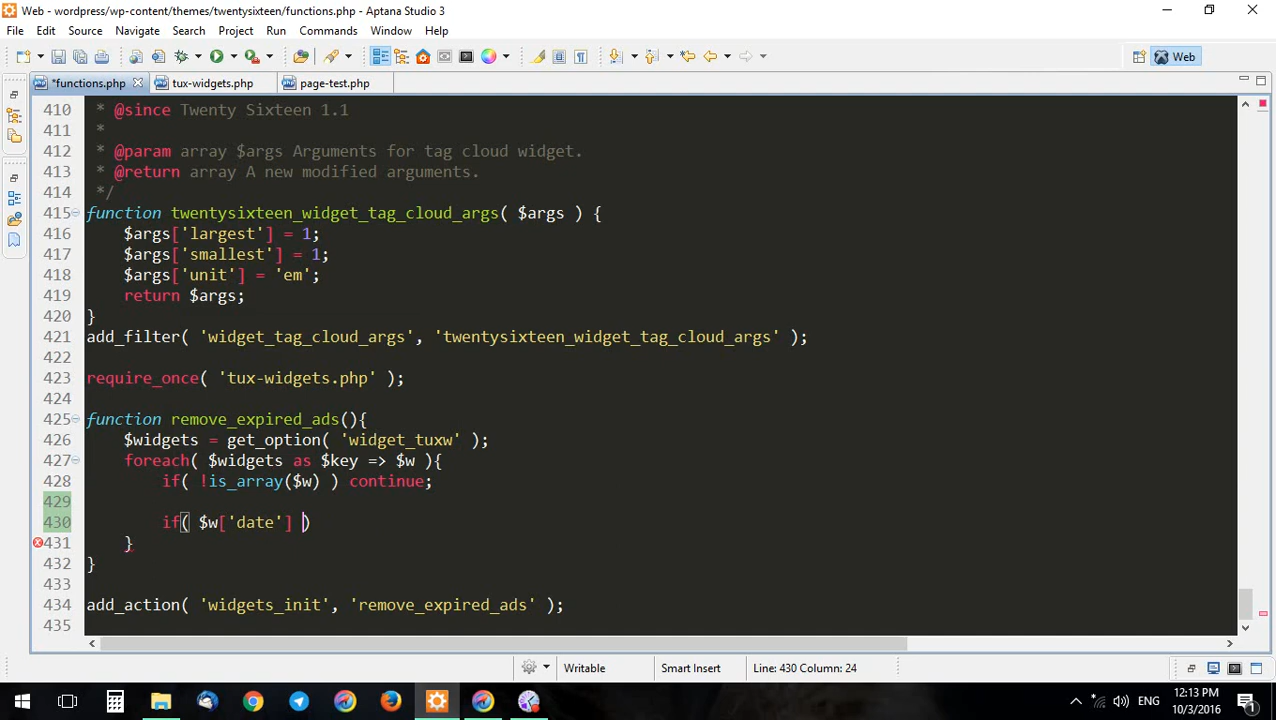 Web - wordpress/wp-content/themes/twentysixteen/functions.php - Aptana Studio 3
File Edit Source Navigate Search Project Run Commands Window Help
Web
*functions.php tux-widgets.php page-test.php
410 * @since Twenty Sixteen 1.1
411 *
412 * @param array $args Arguments for tag cloud widget.
413 * @return array A new modified arguments.
414 */
415 function twentysixteen_widget_tag_cloud_args( $args ) {
416 $args['largest'] = 1;
417 $args['smallest'] = 1;
418 $args['unit'] = 'em';
419 return $args;
420 }
421 add_filter( 'widget_tag_cloud_args', 'twentysixteen_widget_tag_cloud_args' );
422
423 require_once( 'tux-widgets.php' );
424
425 function remove_expired_ads(){
426 $widgets = get_option( 'widget_tuxw' );
427 foreach( $widgets as $key => $w ){
428 if( !is_array($w) ) continue;
429
430 if( $w['date'] )
431 }
432 }
433
434 add_action( 'widgets_init', 'remove_expired_ads' );
435
Writable Smart Insert Line: 430 Column: 24
ENG 12:13 PM
10/3/2016 1